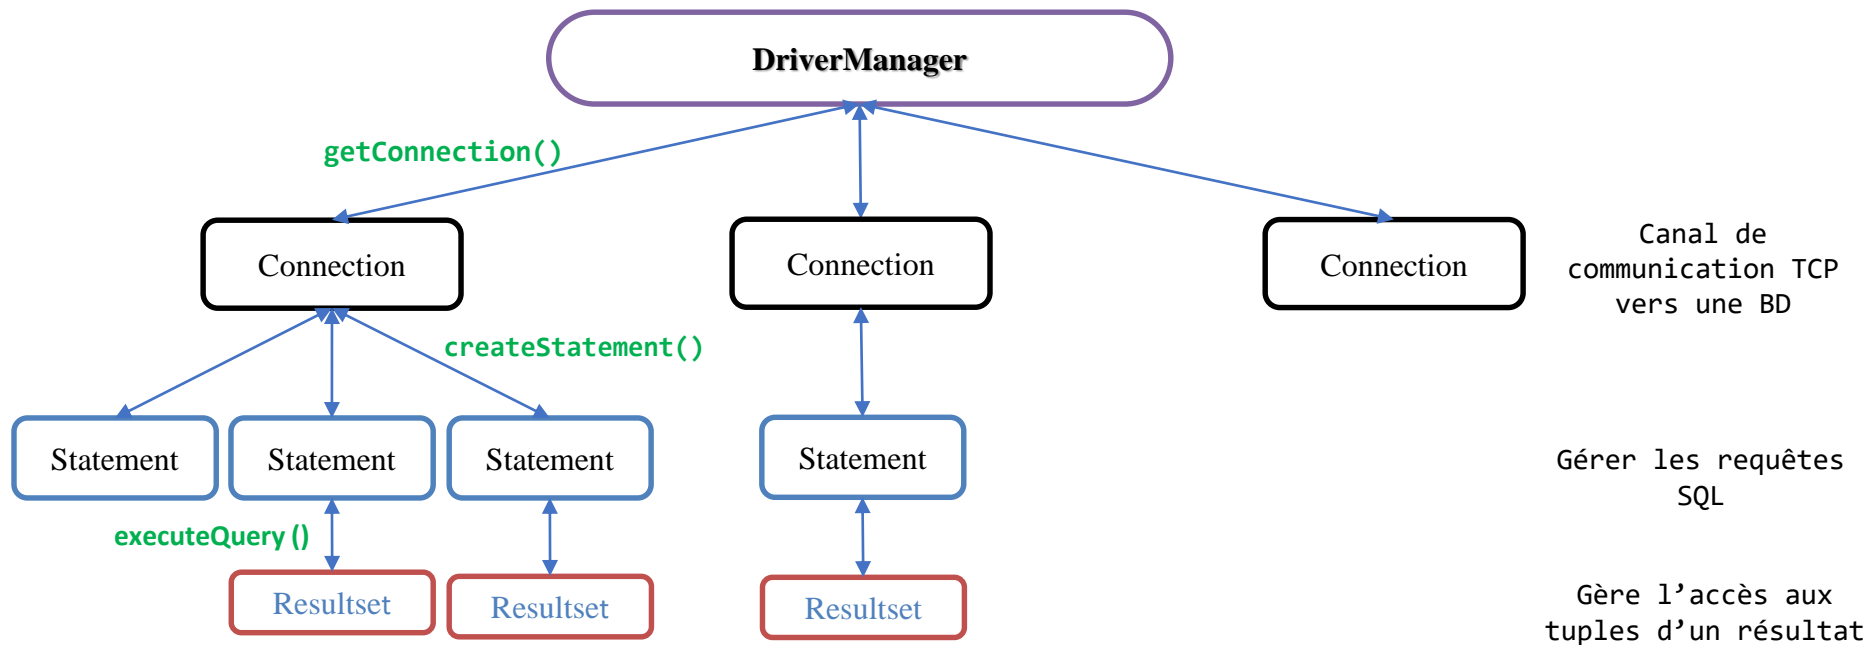 DriverManager
getConnection()
Connection
Connection
Connection
Canal de
communication TCP
vers une BD
createStatement()
Statement
Statement
Statement
Statement
Gérer les requêtes
SQL
executeQuery ()
Resultset
Resultset
Resultset
Gère l’accès aux
tuples d’un résultat